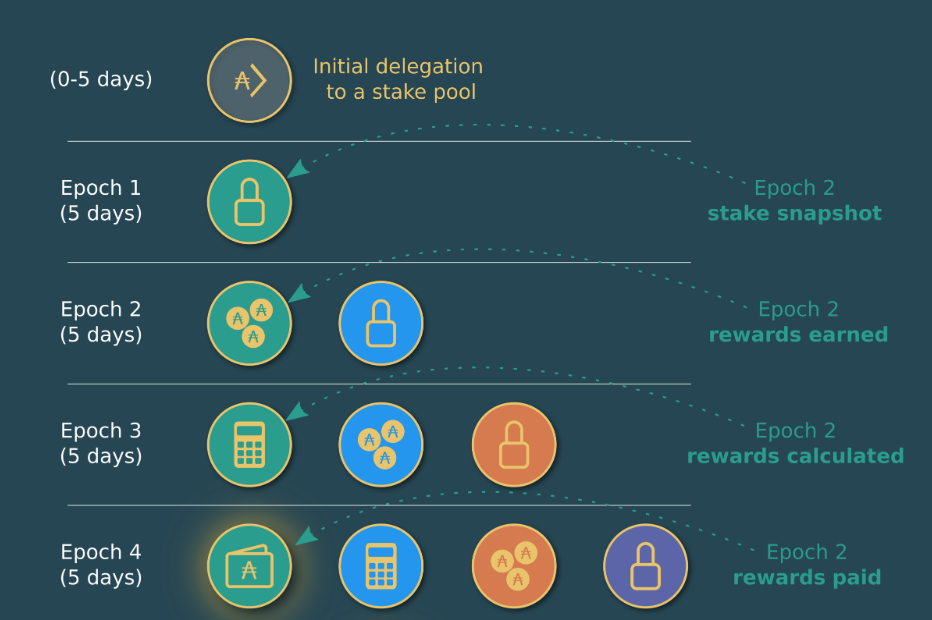 (0-5 days)
Initial delegation
to a stake pool
Epoch 1
(5 days)
Epoch 2
stake snapshot
Epoch 2
(5 days)
₳
₳
₳
Epoch 2
rewards earned
Epoch 3
(5 days)
₳
₳
₳
Epoch 2
rewards calculated
Epoch 4
(5 days)
₳
₳
₳
₳
Epoch 2
rewards paid